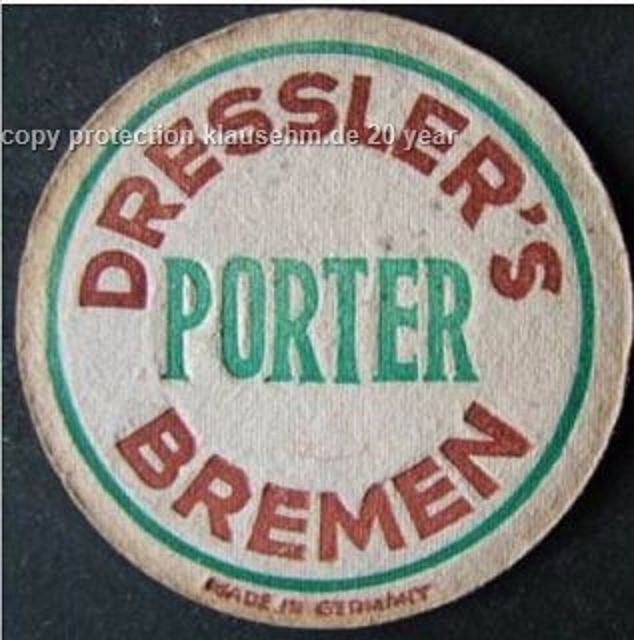 copy protection klausehm.de 20 year
DRESSLER'S
PORTER
BREMEN
MADE IN GERMANY